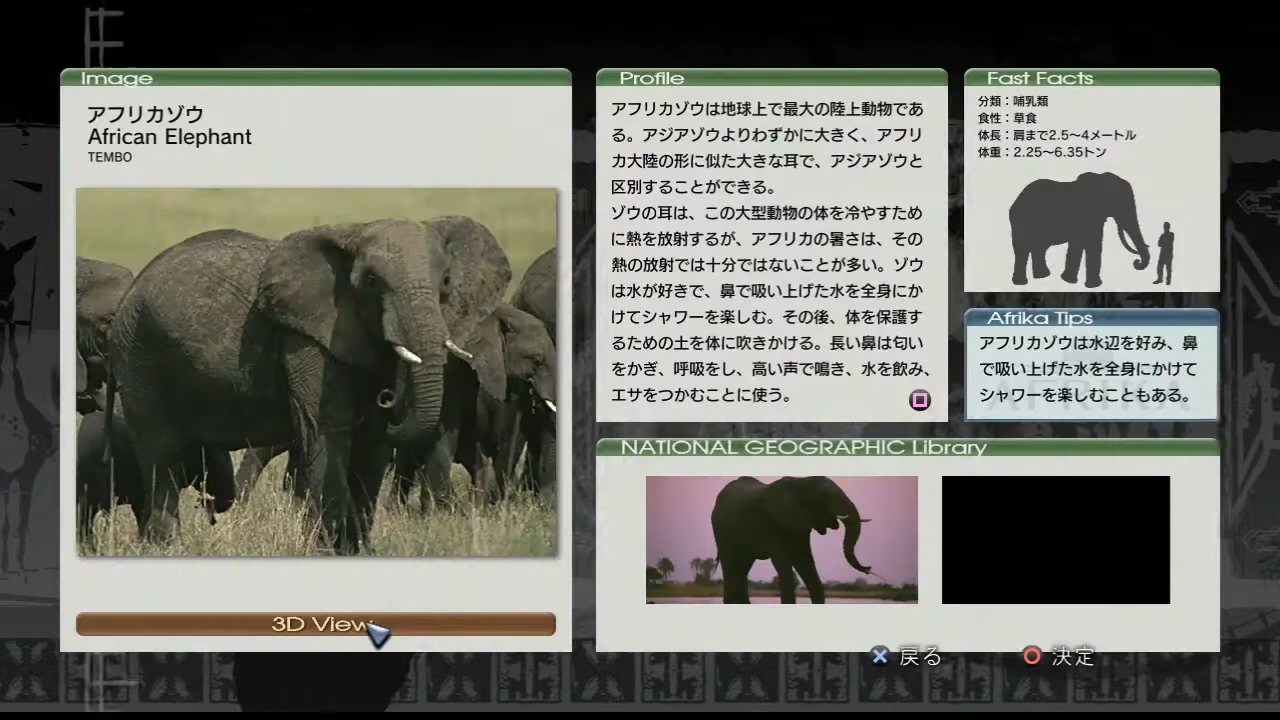 Image
アフリカゾウ
African Elephant
TEMBO
3D View
Profile
アフリカゾウは地球上で最大の陸上動物であ
る。アジアゾウよりわずかに大きく、アフリ
カ大陸の形に似た大きな耳で、アジアゾウと
区別することができる。
ゾウの耳は、この大型動物の体を冷やすため
に熱を放射するが、アフリカの暑さは、その
熱の放射では十分ではないことが多い。ゾウ
は水が好きで、鼻で吸い上げた水を全身にか
けてシャワーを楽しむ。その後、体を保護す
るための土を体に吹きかける。長い鼻は匂い
をかぎ、呼吸をし、高い声で鳴き、水を飲み、
エサをつかむことに使う。
Fast Facts
分類：哺乳類
食性：草食
体長：肩まで2.5～4メートル
体重：2.25～6.35トン
Afrika Tips
アフリカゾウは水辺を好み、鼻
で吸い上げた水を全身にかけて
シャワーを楽しむこともある。
AFRIKA
NATIONAL GEOGRAPHIC Library
戻る
決定